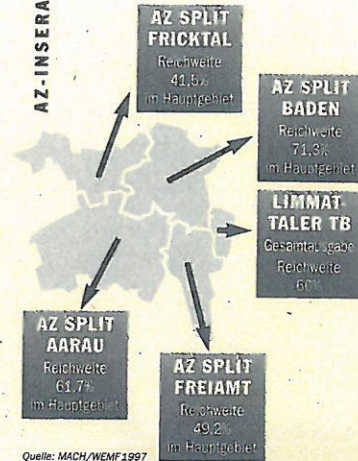 AZ-INSERA
AZ SPLIT
FRICKTAL
Reichweite
41,5%
im Hauptgebiet
AZ SPLIT
BADEN
Reichweite
71,3%
im Hauptgebiet
LIMMAT-
TALER TB
Gesamtausgabe
Reichweite
60%
AZ SPLIT
AARAU
Reichweite
61,7%
im Hauptgebiet
AZ SPLIT
FREIAMT
Reichweite
49,2%
im Hauptgebiet
Quelle: MACH/WEMF1997